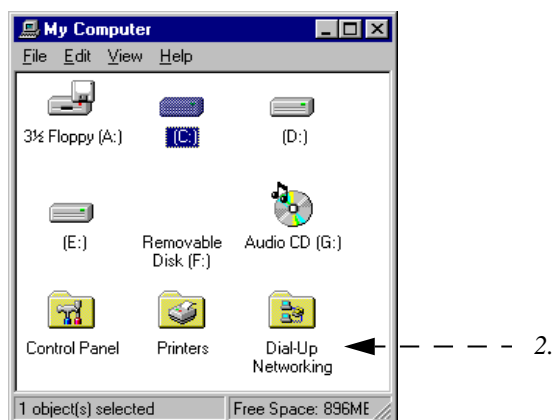 My Computer
File Edit View Help
3½ Floppy (A:)
(C:)
(D:)
(E:)
Removable
Disk (F:)
Audio CD (G:)
Control Panel
Printers
Dial-Up
Networking
2.
1 object(s) selected
Free Space: 896ME